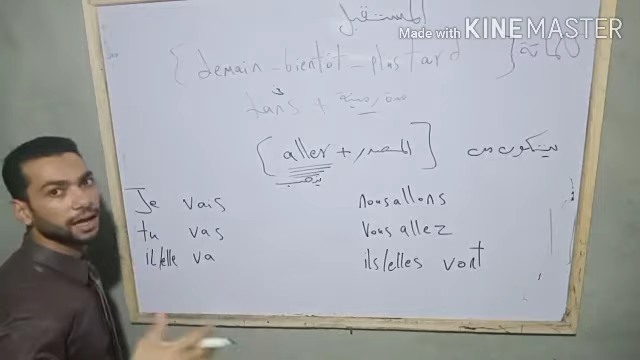 Made with KINEMASTER
المستقبل
{ demain - bientôt - plus tard }
dans + مدة زمنية
يتكون من [ aller + المصدر ]
يذهب
Je vais nous allons
tu vas vous allez
il/elle va ils/elles vont